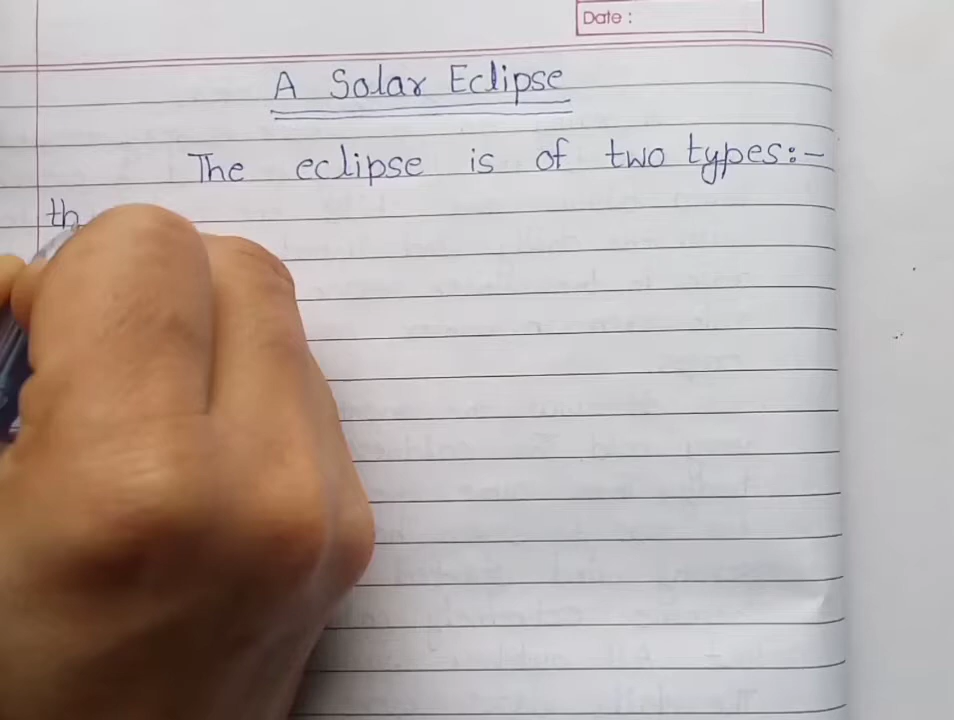 Date :
A Solar Eclipse
The eclipse is of two types:-
th